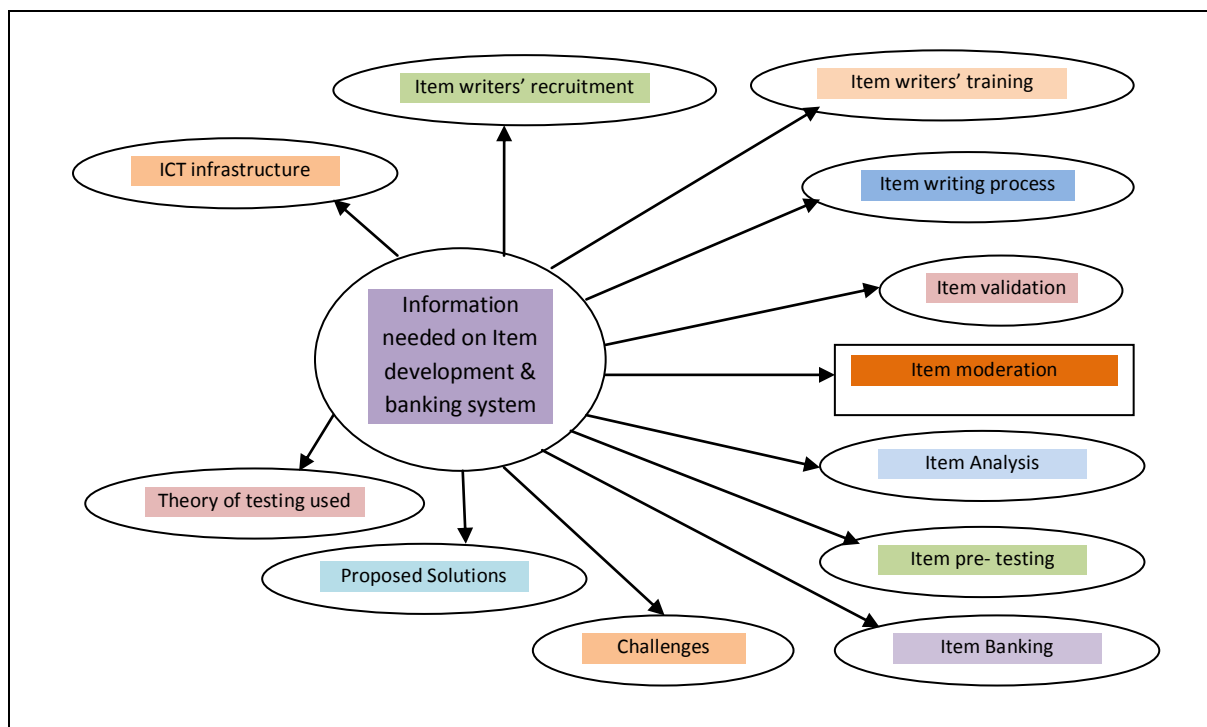 Item writers’ recruitment
Item writers’ training
ICT infrastructure
Item writing process
Item validation
Information
needed on Item
development &
banking system
Item moderation
Item Analysis
Theory of testing used
Item pre- testing
Proposed Solutions
Challenges
Item Banking